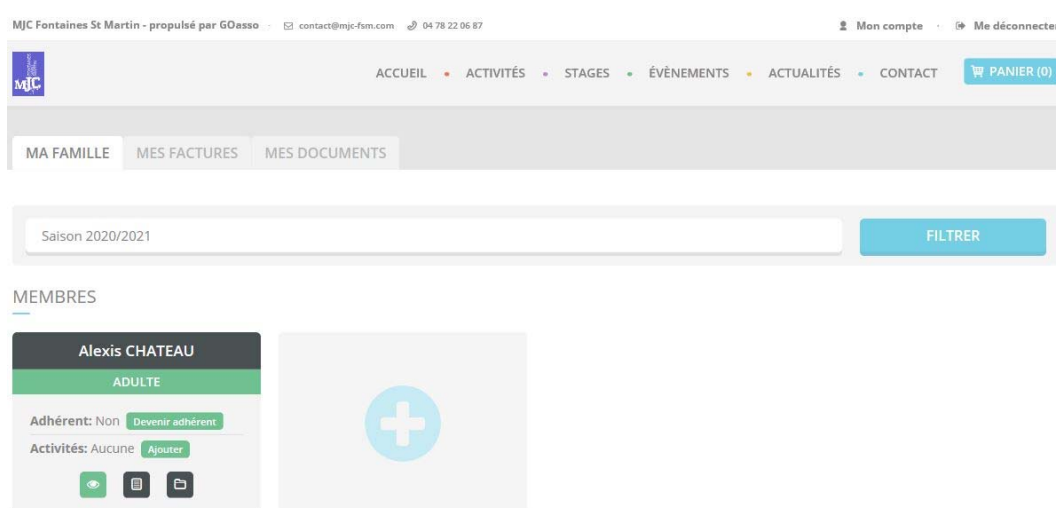 MJC Fontaines St Martin - propulsé par GOasso · contact@mjc-fsm.com 04 78 22 06 87 Mon compte · Me déconnecter
MJC ACCUEIL • ACTIVITÉS • STAGES • ÉVÈNEMENTS • ACTUALITÉS • CONTACT PANIER (0)
MA FAMILLE MES FACTURES MES DOCUMENTS
Saison 2020/2021 FILTRER
MEMBRES
Alexis CHATEAU
ADULTE
Adhérent: Non Devenir adhérent
Activités: Aucune Ajouter